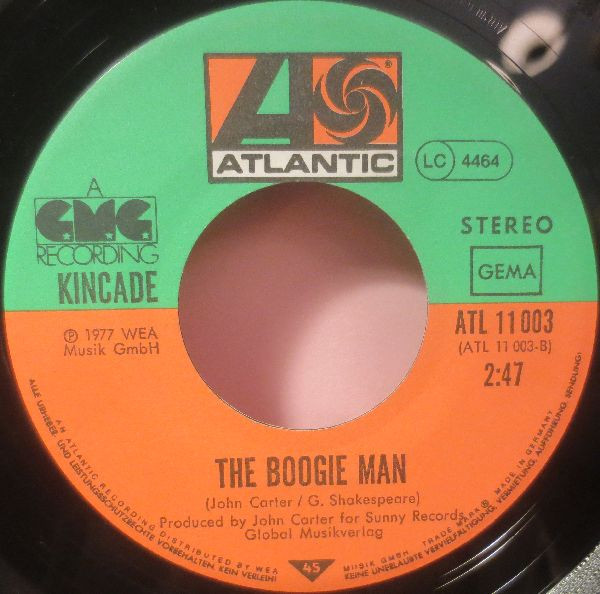 ATLANTIC
®
LC 4464
A
GMG
RECORDING
KINCADE
STEREO
GEMA
℗ 1977 WEA
Musik GmbH
ATL 11 003
(ATL 11 003-B)
2:47
THE BOOGIE MAN
(John Carter / G. Shakespeare)
Produced by John Carter for Sunny Records
Global Musikverlag
45
AN ATLANTIC RECORDING DISTRIBUTED BY WEA MUSIK GMBH TRADE MARK ® MADE IN GERMANY
ALLE URHEBER- UND LEISTUNGSSCHUTZRECHTE VORBEHALTEN. KEIN VERLEIH! KEINE UNERLAUBTE VERVIELFÄLTIGUNG, VERMIETUNG, AUFFÜHRUNG, SENDUNG!